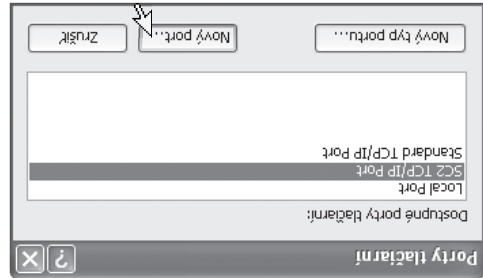 Porty tlačiarní
Dostupné porty tlačiarní:
Local Port
SC2 TCP/IP Port
Standard TCP/IP Port
Nový typ portu... Nový port... Zrušiť